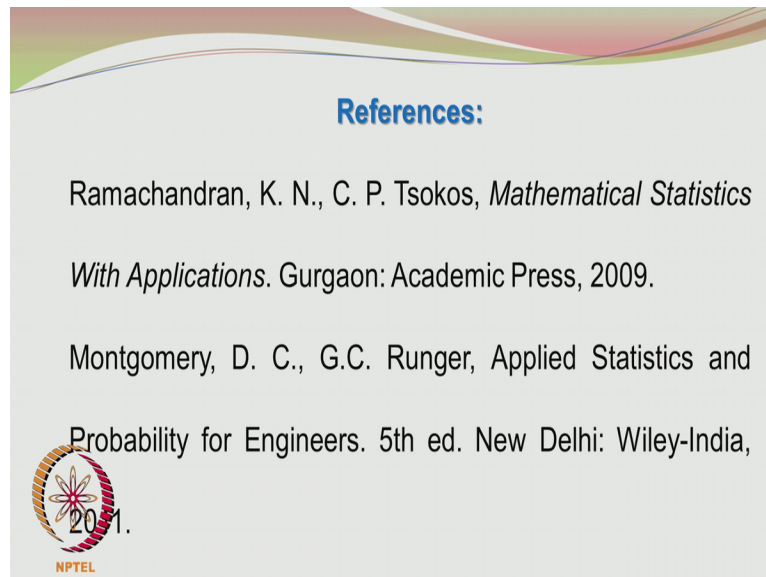 References:
Ramachandran, K. N., C. P. Tsokos, Mathematical Statistics
With Applications. Gurgaon: Academic Press, 2009.
Montgomery, D. C., G.C. Runger, Applied Statistics and
Probability for Engineers. 5th ed. New Delhi: Wiley-India,
2011.
NPTEL